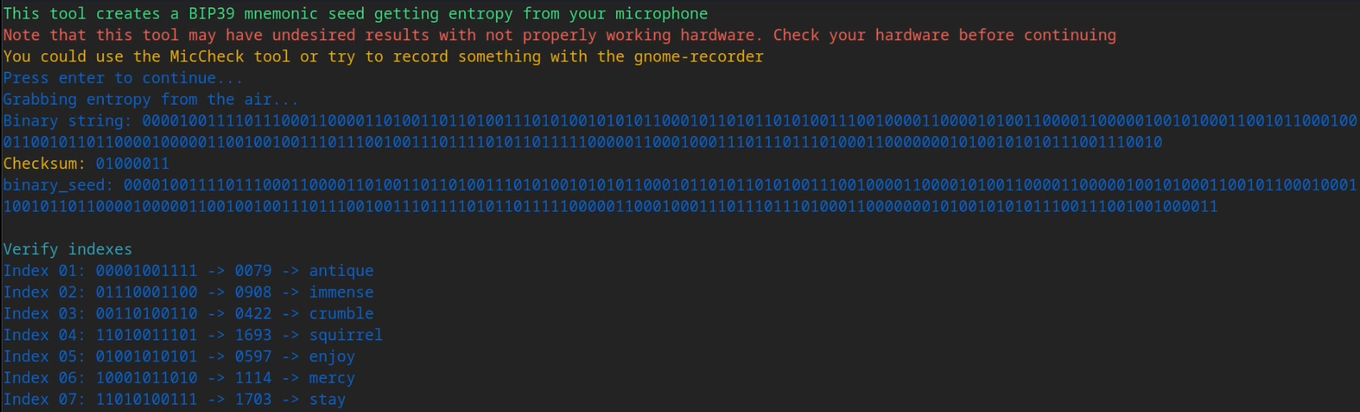 This tool creates a BIP39 mnemonic seed getting entropy from your microphone
Note that this tool may have undesired results with not properly working hardware. Check your hardware before continuing
You could use the MicCheck tool or try to record something with the gnome-recorder
Press enter to continue...
Grabbing entropy from the air...
Binary string: 00001001111011100011000011010011011010011101010010101011000101101011010100111001000011000010100110000110000010010100011001011000100
01100101101100001000001100100100111011100100111011110101101111100000110001000111011101110100011000000010100101010111001110010
Checksum: 01000011
binary_seed: 0000100111101110001100001101001101101001110101001010101100010110101101010011100100001100001010011000011000001001010001100101100010001
10010110110000100000110010010011101110010011101111010110111110000011000100011101110111010001100000001010010101011100111001001000011
Verify indexes
Index 01: 00001001111 -> 0079 -> antique
Index 02: 01110001100 -> 0908 -> immense
Index 03: 00110100110 -> 0422 -> crumble
Index 04: 11010011101 -> 1693 -> squirrel
Index 05: 01001010101 -> 0597 -> enjoy
Index 06: 10001011010 -> 1114 -> mercy
Index 07: 11010100111 -> 1703 -> stay